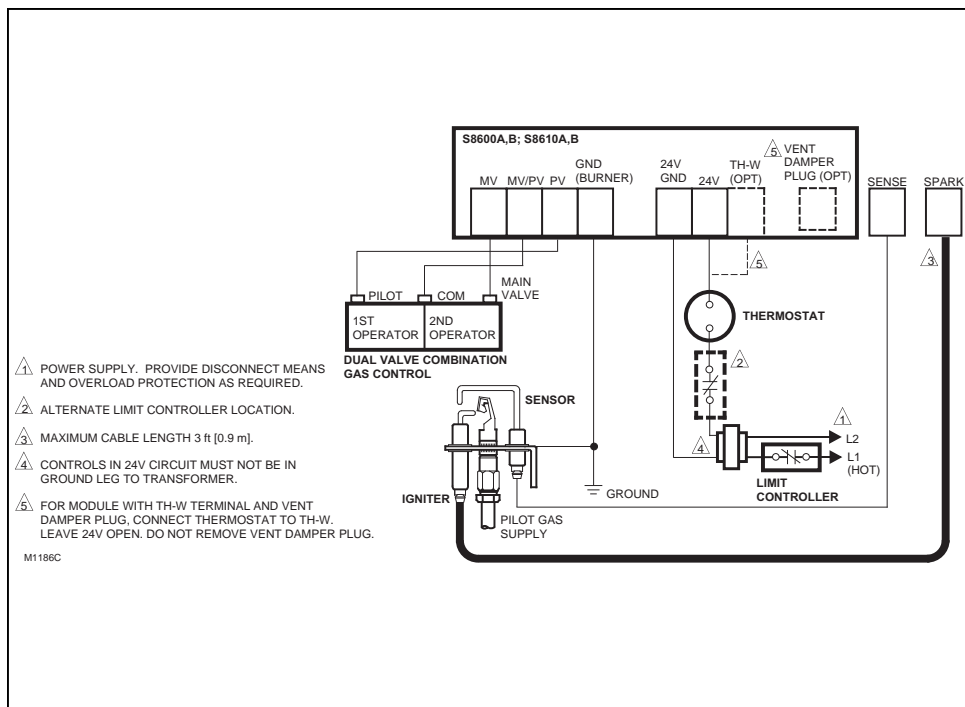 S8600A,B; S8610A,B
MV
MV/PV
PV
GND
(BURNER)
24V
GND
24V
TH-W
(OPT)
5
VENT
DAMPER
PLUG (OPT)
SENSE
SPARK
5
3
PILOT
COM
MAIN
VALVE
1ST
OPERATOR
2ND
OPERATOR
DUAL VALVE COMBINATION
GAS CONTROL
THERMOSTAT
2
1
L2
4
L1
(HOT)
LIMIT
CONTROLLER
SENSOR
IGNITER
GROUND
PILOT GAS
SUPPLY
1 POWER SUPPLY. PROVIDE DISCONNECT MEANS
AND OVERLOAD PROTECTION AS REQUIRED.
2 ALTERNATE LIMIT CONTROLLER LOCATION.
3 MAXIMUM CABLE LENGTH 3 ft [0.9 m].
4 CONTROLS IN 24V CIRCUIT MUST NOT BE IN
GROUND LEG TO TRANSFORMER.
5 FOR MODULE WITH TH-W TERMINAL AND VENT
DAMPER PLUG, CONNECT THERMOSTAT TO TH-W.
LEAVE 24V OPEN. DO NOT REMOVE VENT DAMPER PLUG.
M1186C